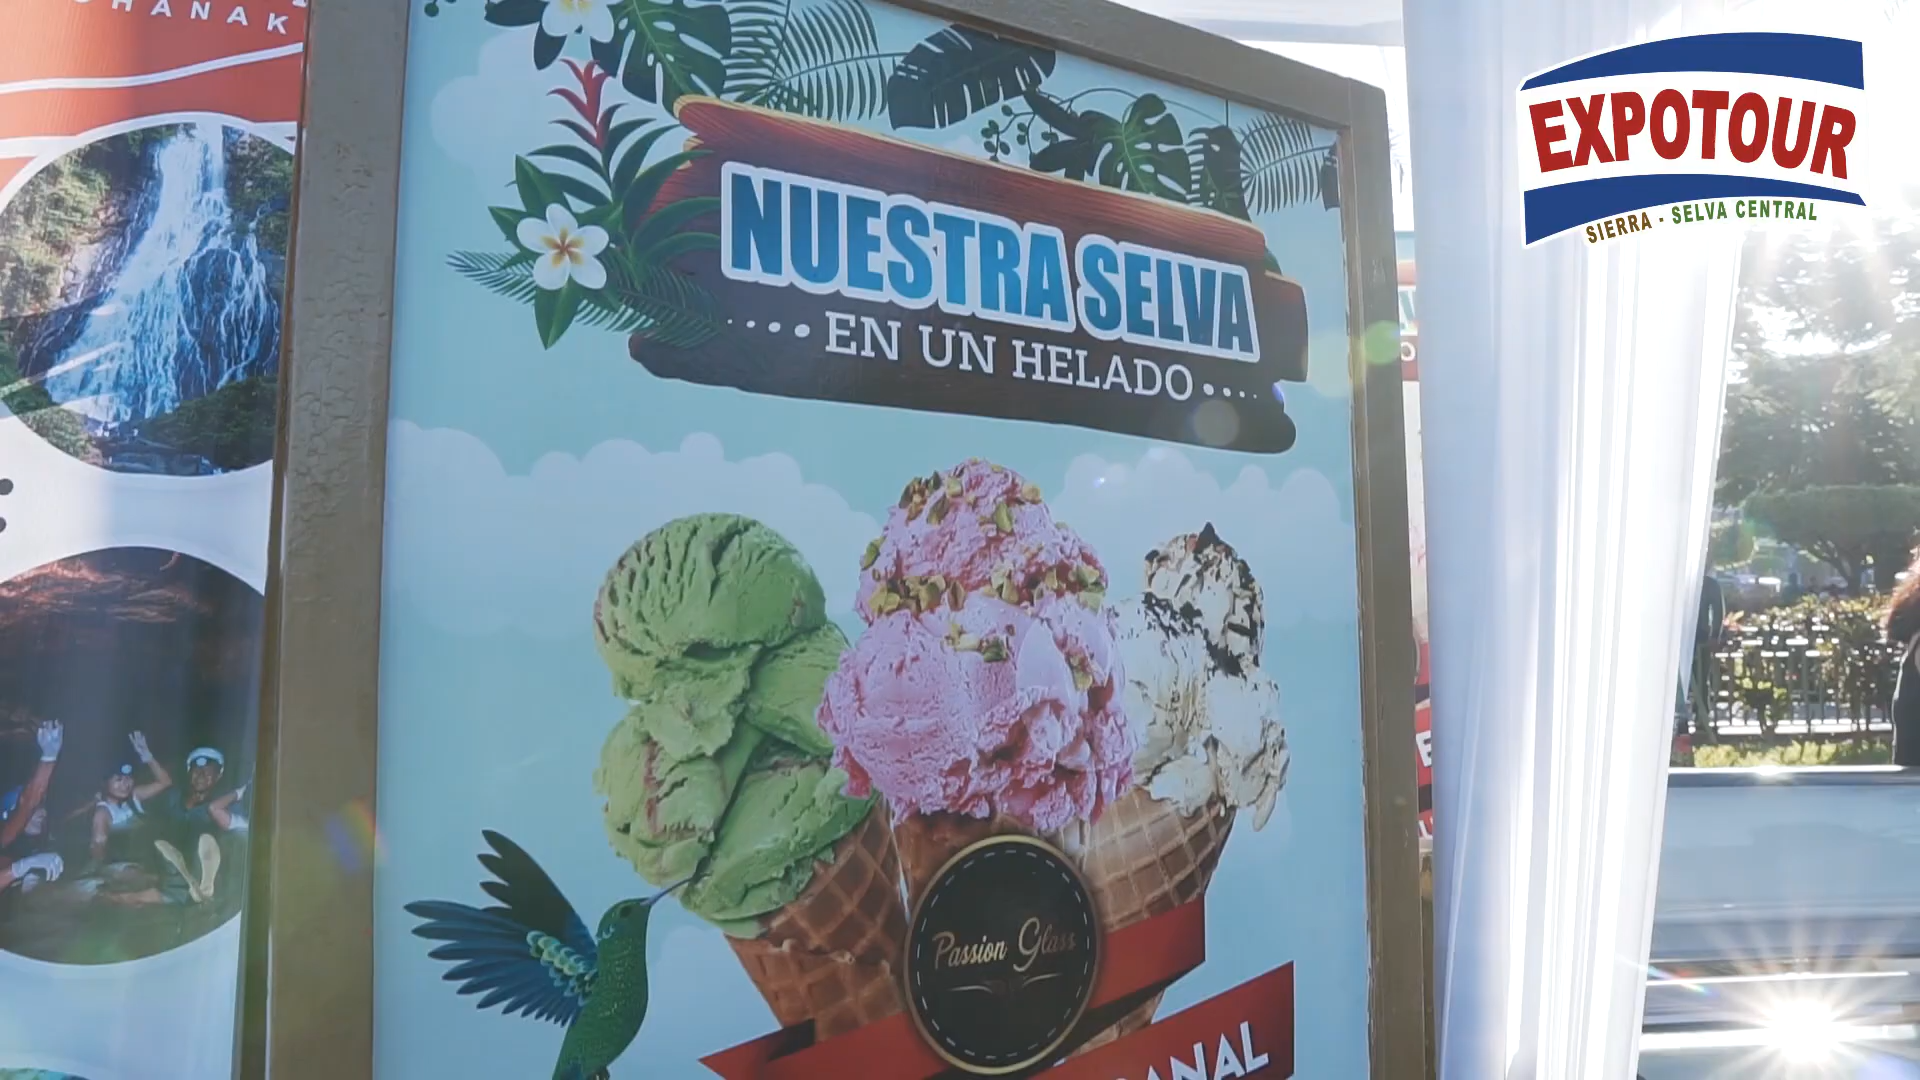 NUESTRA SELVA
EN UN HELADO
Passion Glass
EXPOTOUR
SIERRA - SELVA CENTRAL